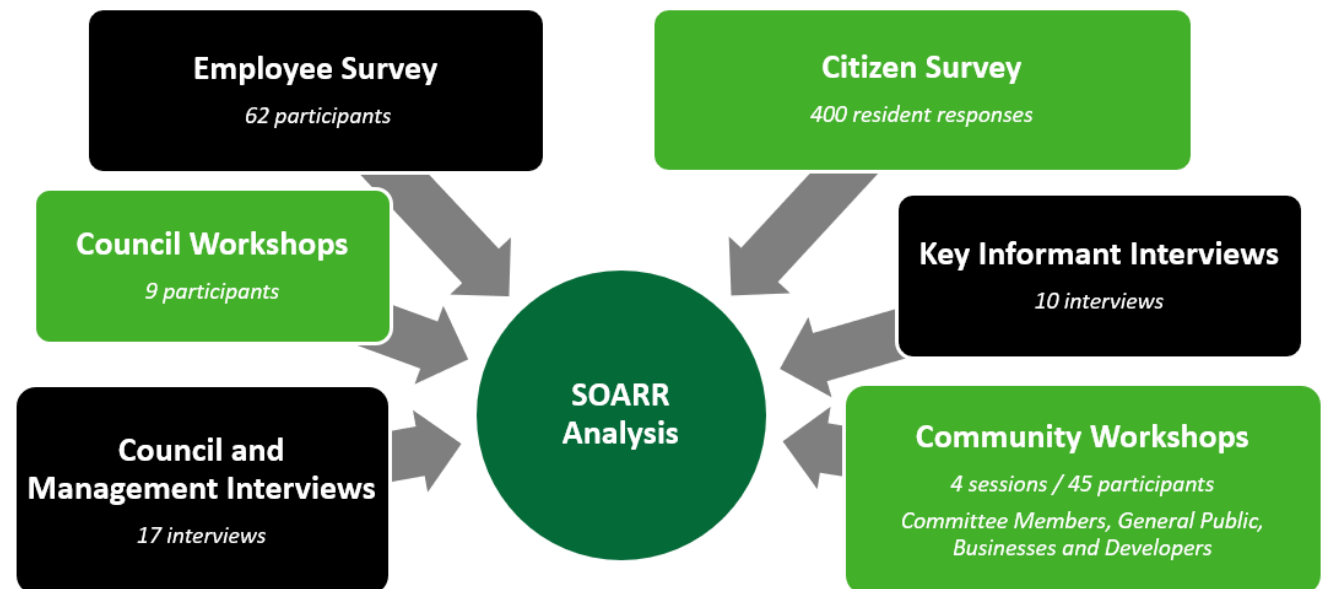 Employee Survey
62 participants
Citizen Survey
400 resident responses
Council Workshops
9 participants
Key Informant Interviews
10 interviews
SOARR
Analysis
Council and
Management Interviews
17 interviews
Community Workshops
4 sessions / 45 participants
Committee Members, General Public,
Businesses and Developers